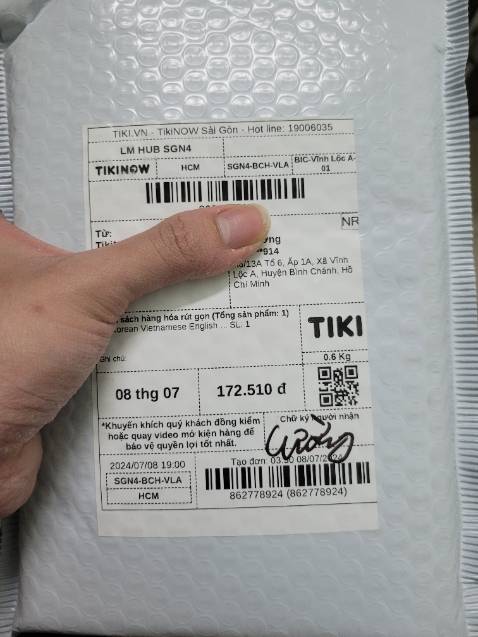 TIKI.VN - TikiNOW Sài Gòn - Hot line: 19006035
LM HUB SGN4
TIKINOW HCM SGN4-BCH-VLA BIC-Vĩnh Lộc A-01
NR
Từ:
914
Tổ 6, Ấp 1A, Xã Vĩnh
Lộc A, Huyện Bình Chánh, Hồ
Chí Minh
sách hàng hóa rút gọn (Tổng sản phẩm: 1)
Vietnamese English ... SL: 1
TIKI
Ghi chú:
0.6 Kg
08 thg 07 172.510 đ
*Khuyến khích quý khách đồng kiểm
hoặc quay video mở kiện hàng để
bảo vệ quyền lợi tốt nhất.
Chữ ký người nhận
2024/07/08 19:00
Tạo đơn: 08/07/2024
SGN4-BCH-VLA
HCM
862778924 (862778924)